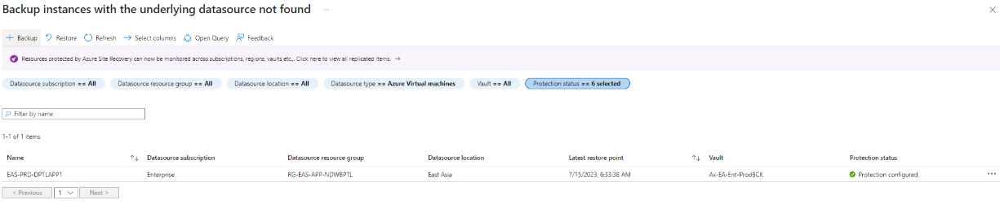 Backup instances with the underlying datasource not found ...
Backup Restore Refresh Select columns Open Query Feedback
Resources protected by Azure Site Recovery can now be monitored across subscriptions, regions, vaults etc,. Click here to view all replicated items. →
Datasource subscription == All Datasource resource group == All Datasource location == All Datasource type == Azure Virtual machines Vault == All Protection status == 6 selected
Filter by name
1-1 of 1 items
Name Datasource subscription Datasource resource group Datasource location Latest restore point Vault Protection status
EAS-PRD-DPTLAPP1 Enterprise RG-EAS-APP-NDWBPTL East Asia 7/15/2023, 6:33:38 AM Ax-EA-Ent-ProdBCK Protection configured ...
< Previous 1 Next >